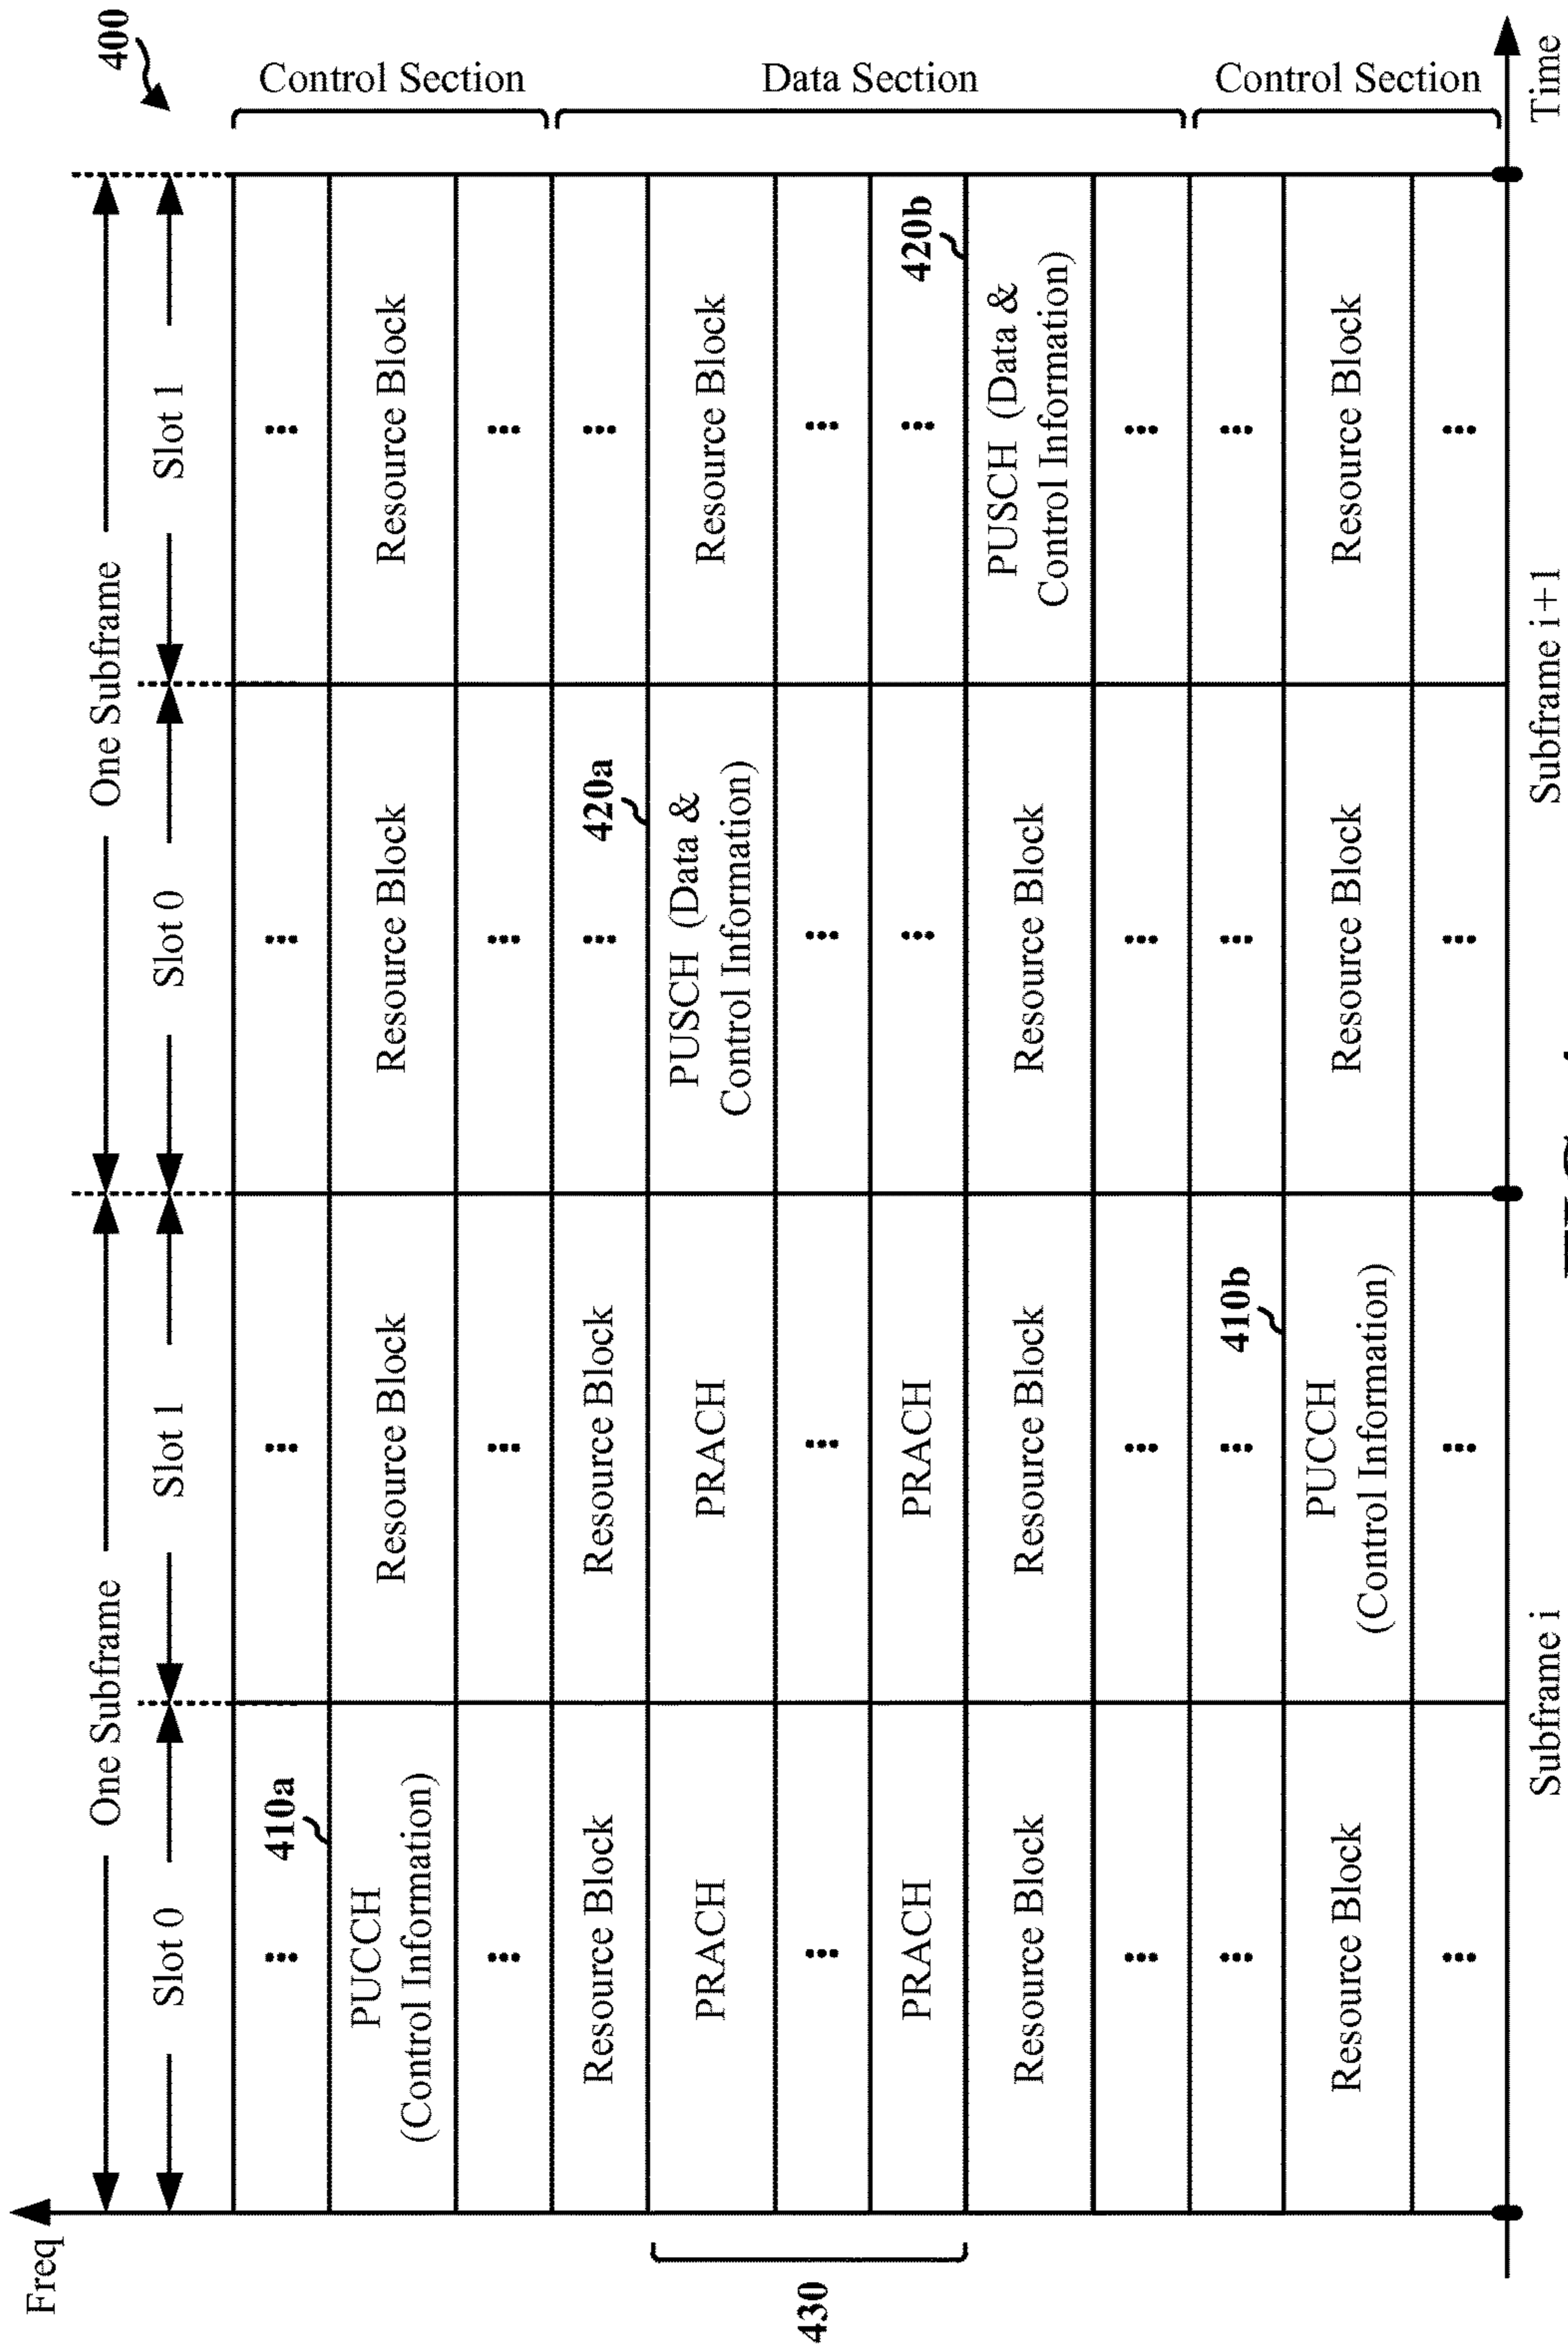 400
One Subframe
One Subframe
Slot 0
Slot 1
Slot 0
Slot 1
Freq
Control Section
Data Section
Control Section
⋮ ⋮ ⋮ ⋮
410a
PUCCH
(Control Information)
Resource Block
Resource Block
Resource Block
⋮ ⋮ ⋮ ⋮
Resource Block
Resource Block
⋮ ⋮
420a
PRACH
PRACH
PUSCH (Data &
Control Information)
Resource Block
⋮ ⋮ ⋮ ⋮
430
PRACH
PRACH
⋮ ⋮
420b
Resource Block
Resource Block
Resource Block
PUSCH (Data &
Control Information)
⋮ ⋮ ⋮ ⋮
⋮ ⋮ ⋮ ⋮
410b
Resource Block
PUCCH
(Control Information)
Resource Block
Resource Block
⋮ ⋮ ⋮ ⋮
Subframe i
Subframe i+1
Time